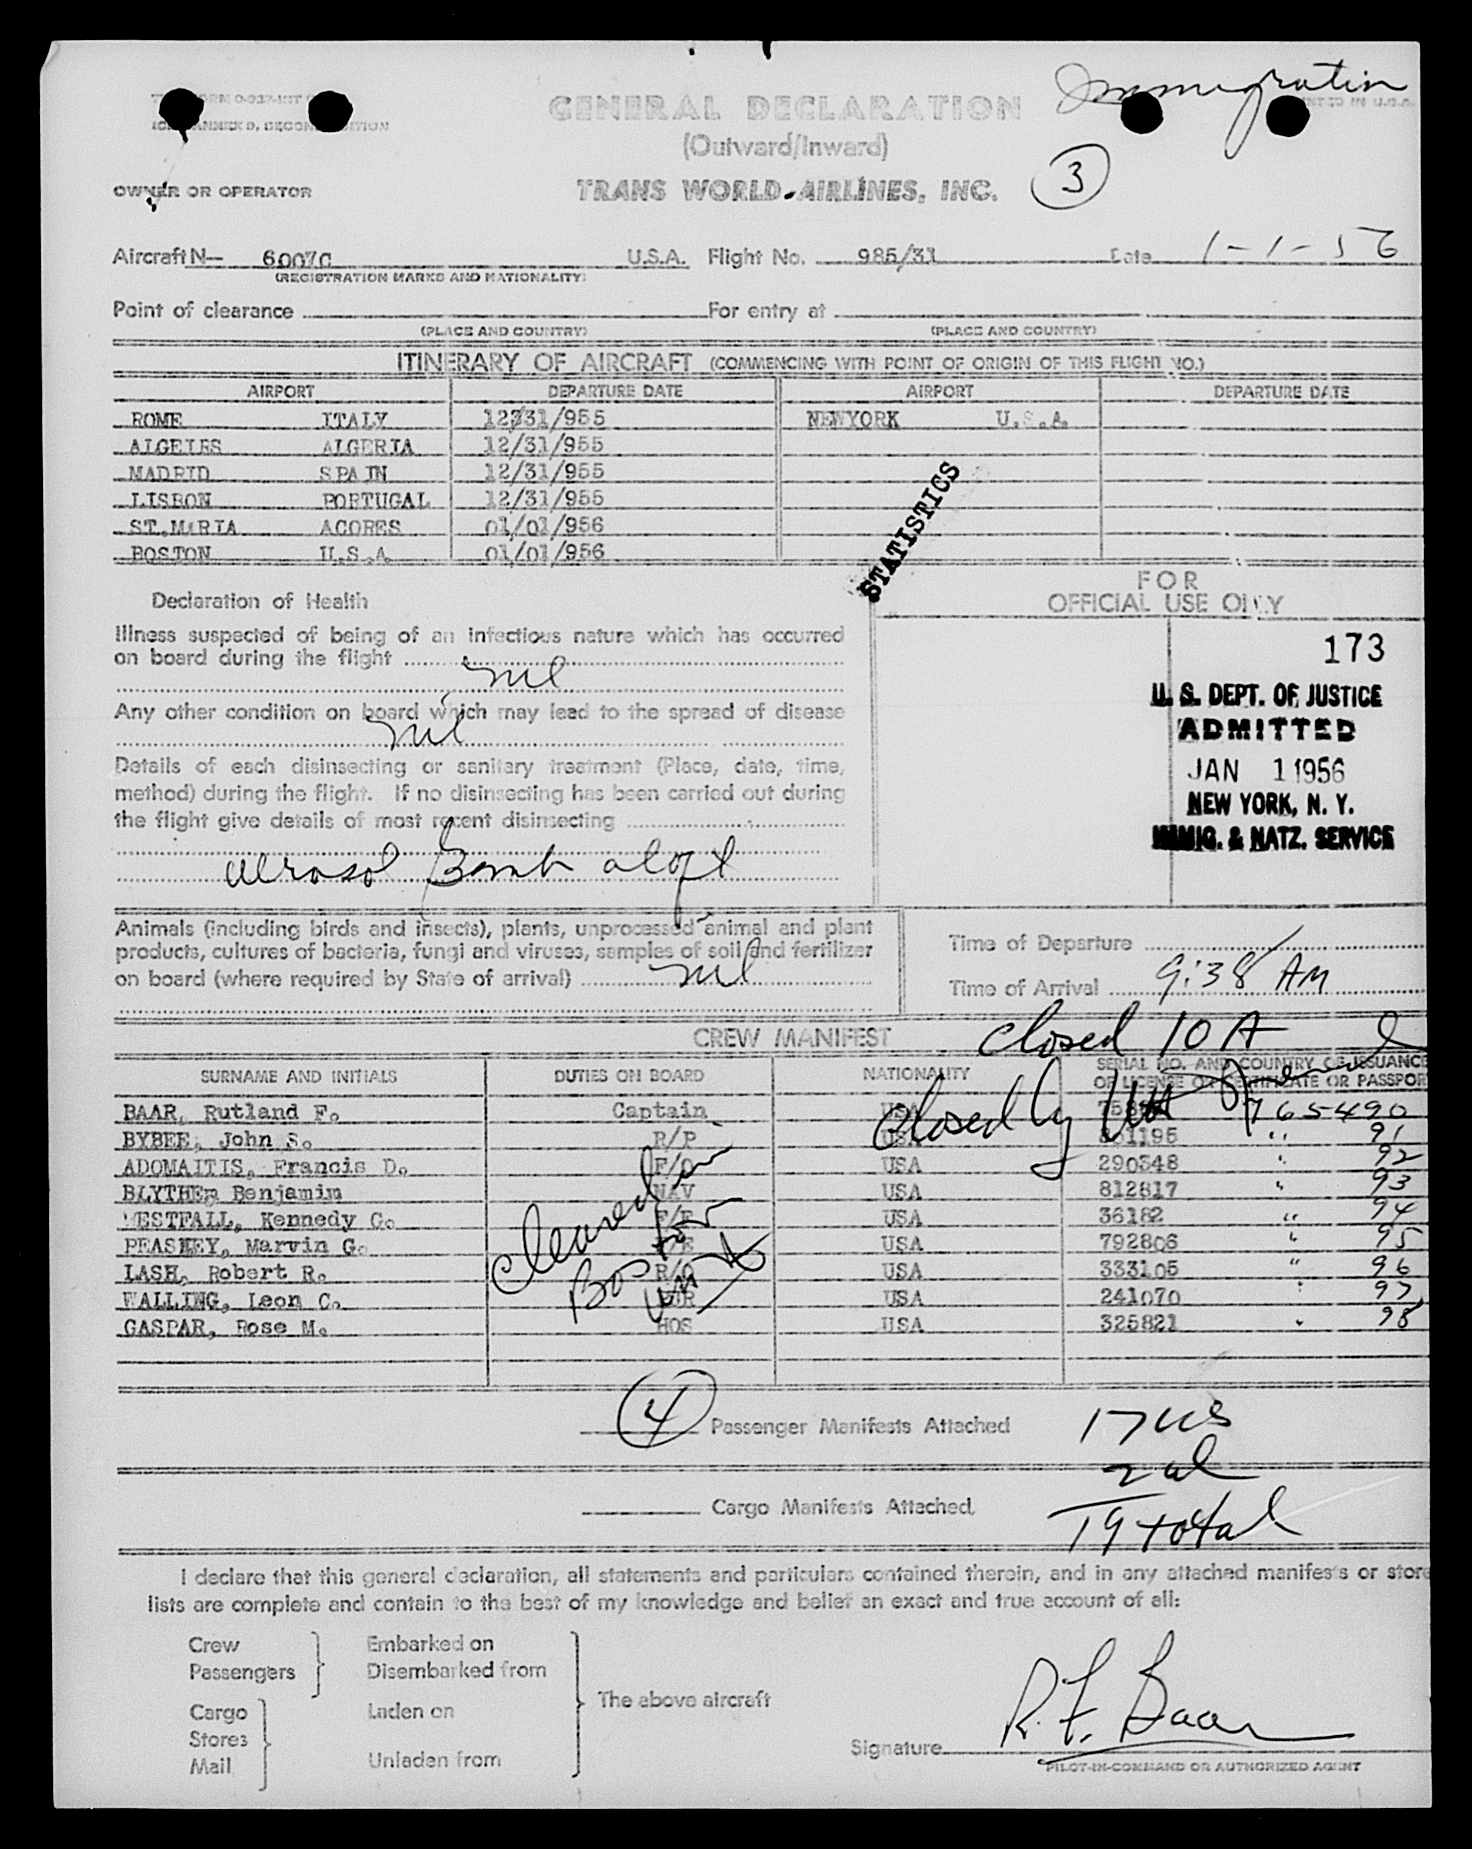 Immigration
GENERAL DECLARATION
(Outward/Inward)
OWNER OR OPERATOR TRANS WORLD AIRLINES, INC. 3
Aircraft N— 6007C U.S.A. Flight No. 985/31 Date 1-1-56
(REGISTRATION MARKS AND NATIONALITY)
Point of clearance For entry at
(PLACE AND COUNTRY) (PLACE AND COUNTRY)
ITINERARY OF AIRCRAFT (COMMENCING WITH POINT OF ORIGIN OF THIS FLIGHT NO.)
AIRPORT DEPARTURE DATE AIRPORT DEPARTURE DATE
ROME ITALY 12/31/955 NEWYORK U.S.A.
ALGEIRS ALGERIA 12/31/955
MADRID SPAIN 12/31/955
LISBON PORTUGAL 12/31/955
ST.MARIA ACORES 01/01/956
BOSTON U.S.A. 01/01/956
STATISTICS
Declaration of Health
FOR
OFFICIAL USE ONLY
Illness suspected of being of an infectious nature which has occurred
on board during the flight nil
173
Any other condition on board which may lead to the spread of disease
nil
U. S. DEPT. OF JUSTICE
ADMITTED
JAN 1 1956
NEW YORK, N. Y.
IMMIG. & NATZ. SERVICE
Details of each disinsecting or sanitary treatment (Place, date, time,
method) during the flight. If no disinsecting has been carried out during
the flight give details of most recent disinsecting
aerosol Bomb aloft
Animals (including birds and insects), plants, unprocessed animal and plant
products, cultures of bacteria, fungi and viruses, samples of soil and fertilizer
on board (where required by State of arrival) nil
Time of Departure
Time of Arrival 9:38 AM
CREW MANIFEST closed 10 A
closed by
SURNAME AND INITIALS DUTIES ON BOARD NATIONALITY SERIAL NO. AND COUNTRY OF ISSUANCE
OF LICENSE OR CERTIFICATE OR PASSPOR
BAAR, Rutland F. Captain USA 765490
BYBEE, John S. R/P USA 851195 " 91
ADOMAITIS, Francis D. F/O USA 290348 " 92
BLYTHE, Benjamin NAV USA 812817 " 93
WESTFALL, Kennedy C. F/E USA 36182 " 94
PEASLEY, Marvin G. F/E USA 792806 " 95
LASH, Robert R. R/O USA 333105 " 96
WALLING, Leon C. PUR USA 241070 " 97
GASPAR, Rose M. HOS USA 325821 " 98
Cleared in
Boston
4 Passenger Manifests Attached 17 US
2 al
Cargo Manifests Attached 19 total
I declare that this general declaration, all statements and particulars contained therein, and in any attached manifests or store
lists are complete and contain to the best of my knowledge and belief an exact and true account of all:
Crew Embarked on
Passengers Disembarked from
Cargo Laden on The above aircraft
Stores
Mail Unladen from
Signature R. F. Baar
PILOT-IN-COMMAND OR AUTHORIZED AGENT